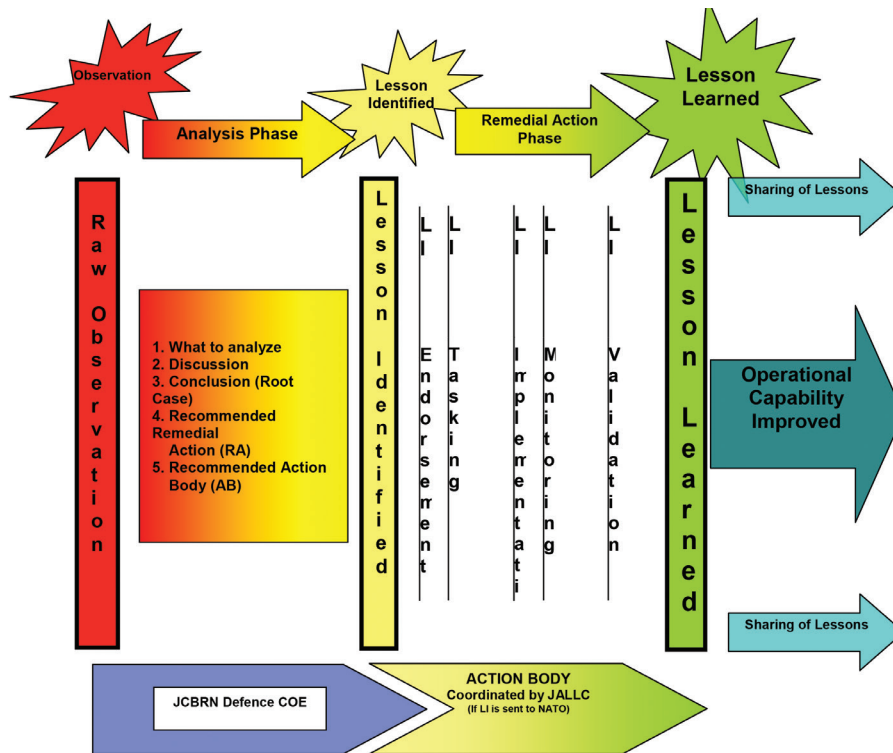 Observation
Lesson
Identified
Lesson
Learned
Analysis Phase
Remedial Action
Phase
Sharing of Lessons
Raw Observation
1. What to analyze
2. Discussion
3. Conclusion (Root
Case)
4. Recommended
Remedial
Action (RA)
5. Recommended Action
Body (AB)
Lesson Identified
LI Endorsement
LI Tasking
LI Implementati
LI Monitoring
LI Validation
Lesson Learned
Operational
Capability
Improved
Sharing of Lessons
JCBRN Defence COE
ACTION BODY
Coordinated by JALLC
(If LI is sent to NATO)